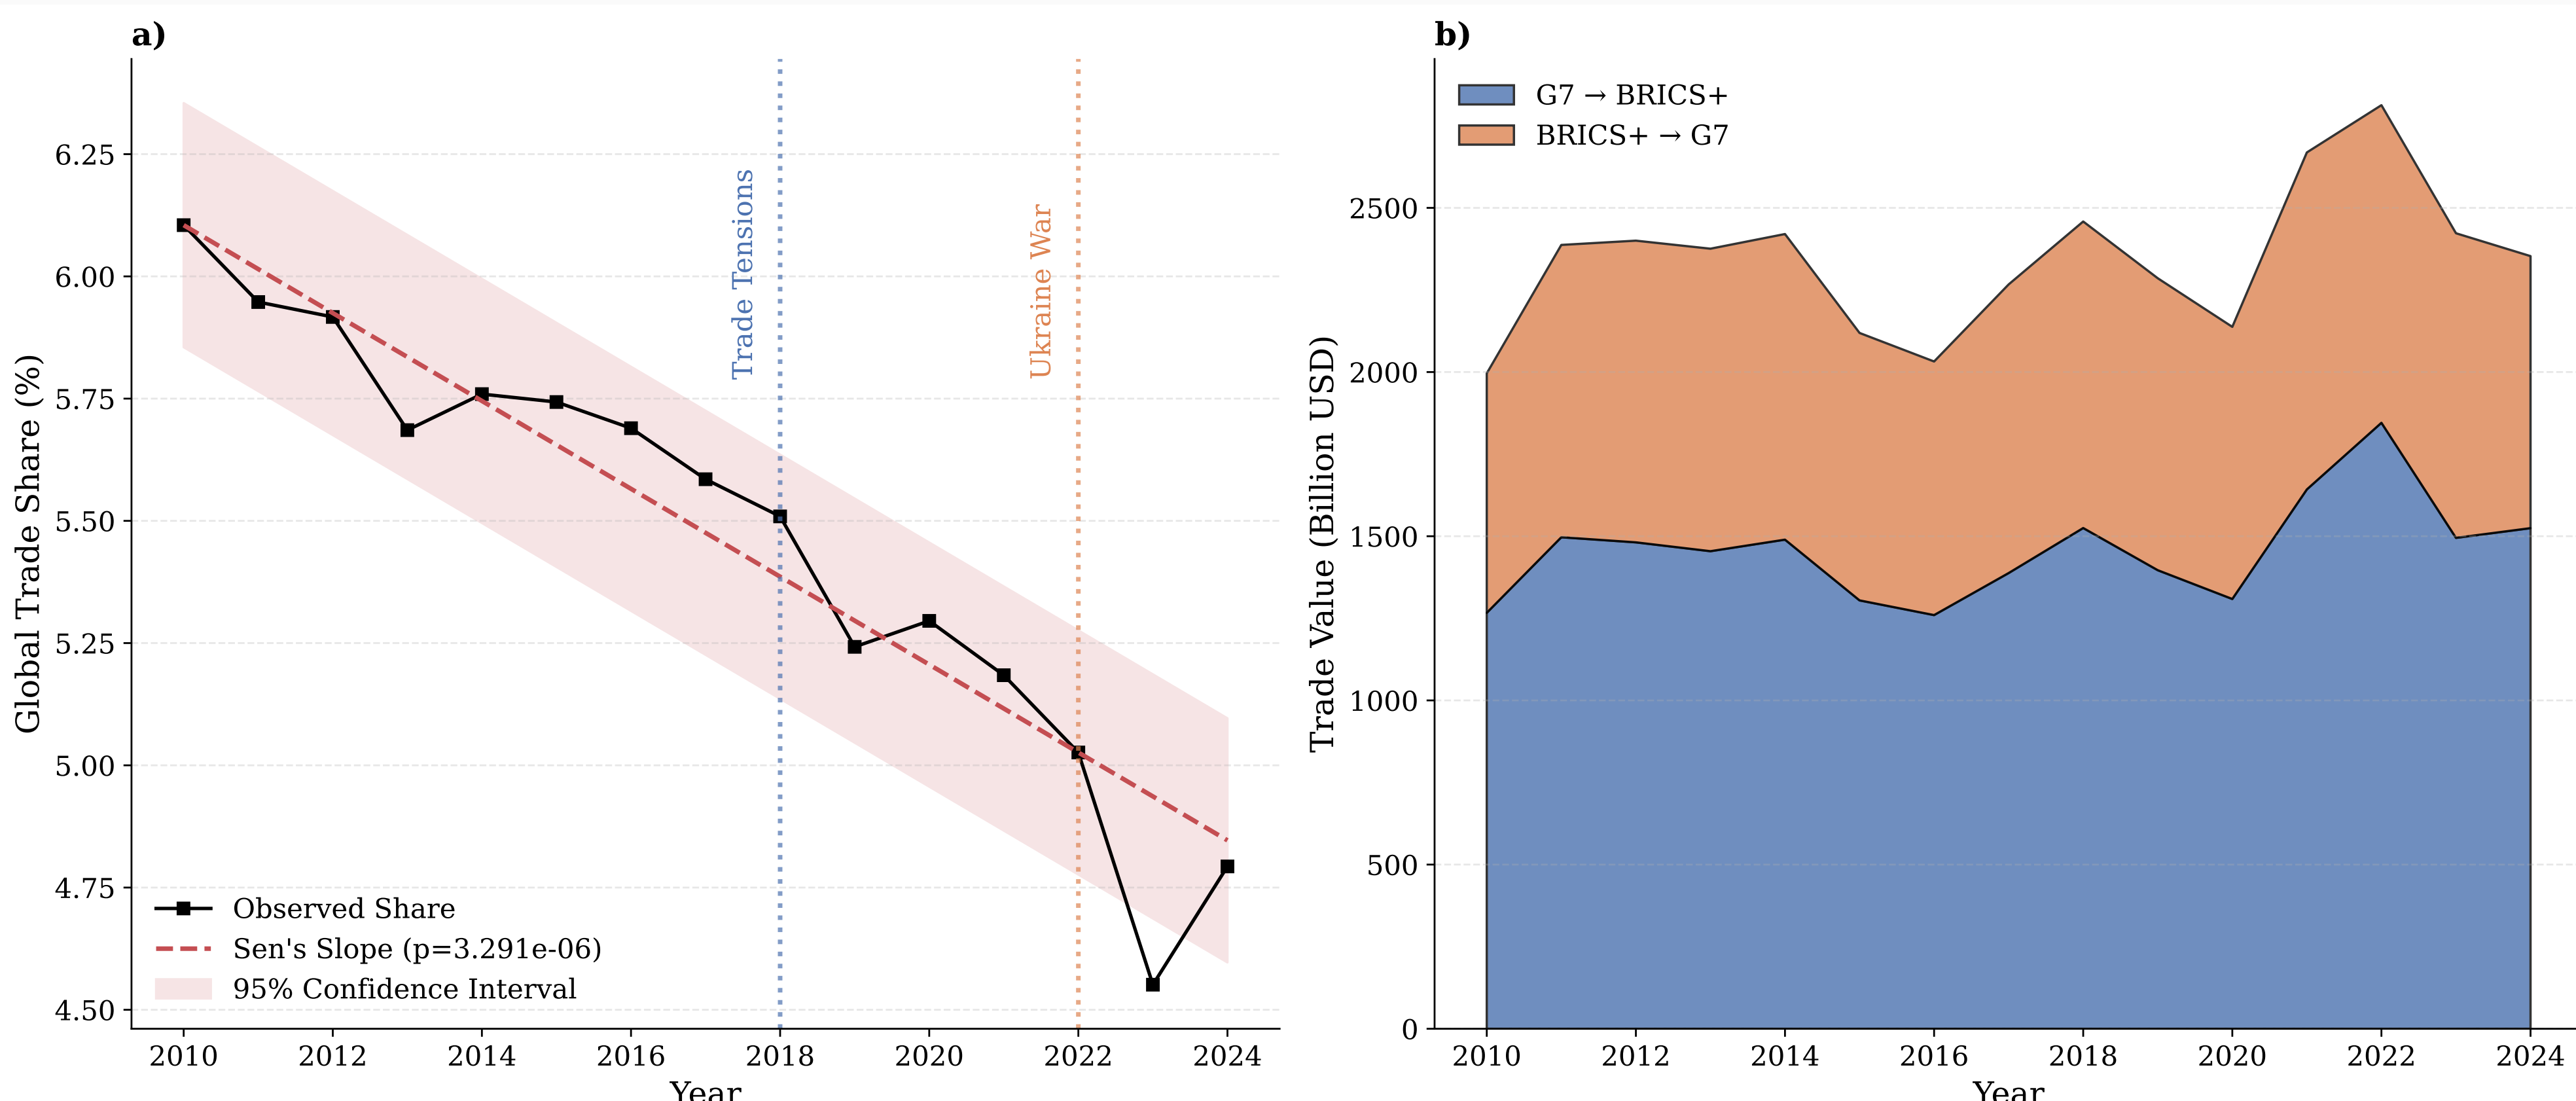 a)
Global Trade Share (%)
6.25
6.00
5.75
5.50
5.25
5.00
4.75
4.50
Trade Tensions
Ukraine War
Observed Share
Sen's Slope (p=3.291e-06)
95% Confidence Interval
2010 2012 2014 2016 2018 2020 2022 2024
Year
b)
G7 → BRICS+
BRICS+ → G7
Trade Value (Billion USD)
2500
2000
1500
1000
500
0
2010 2012 2014 2016 2018 2020 2022 2024
Year